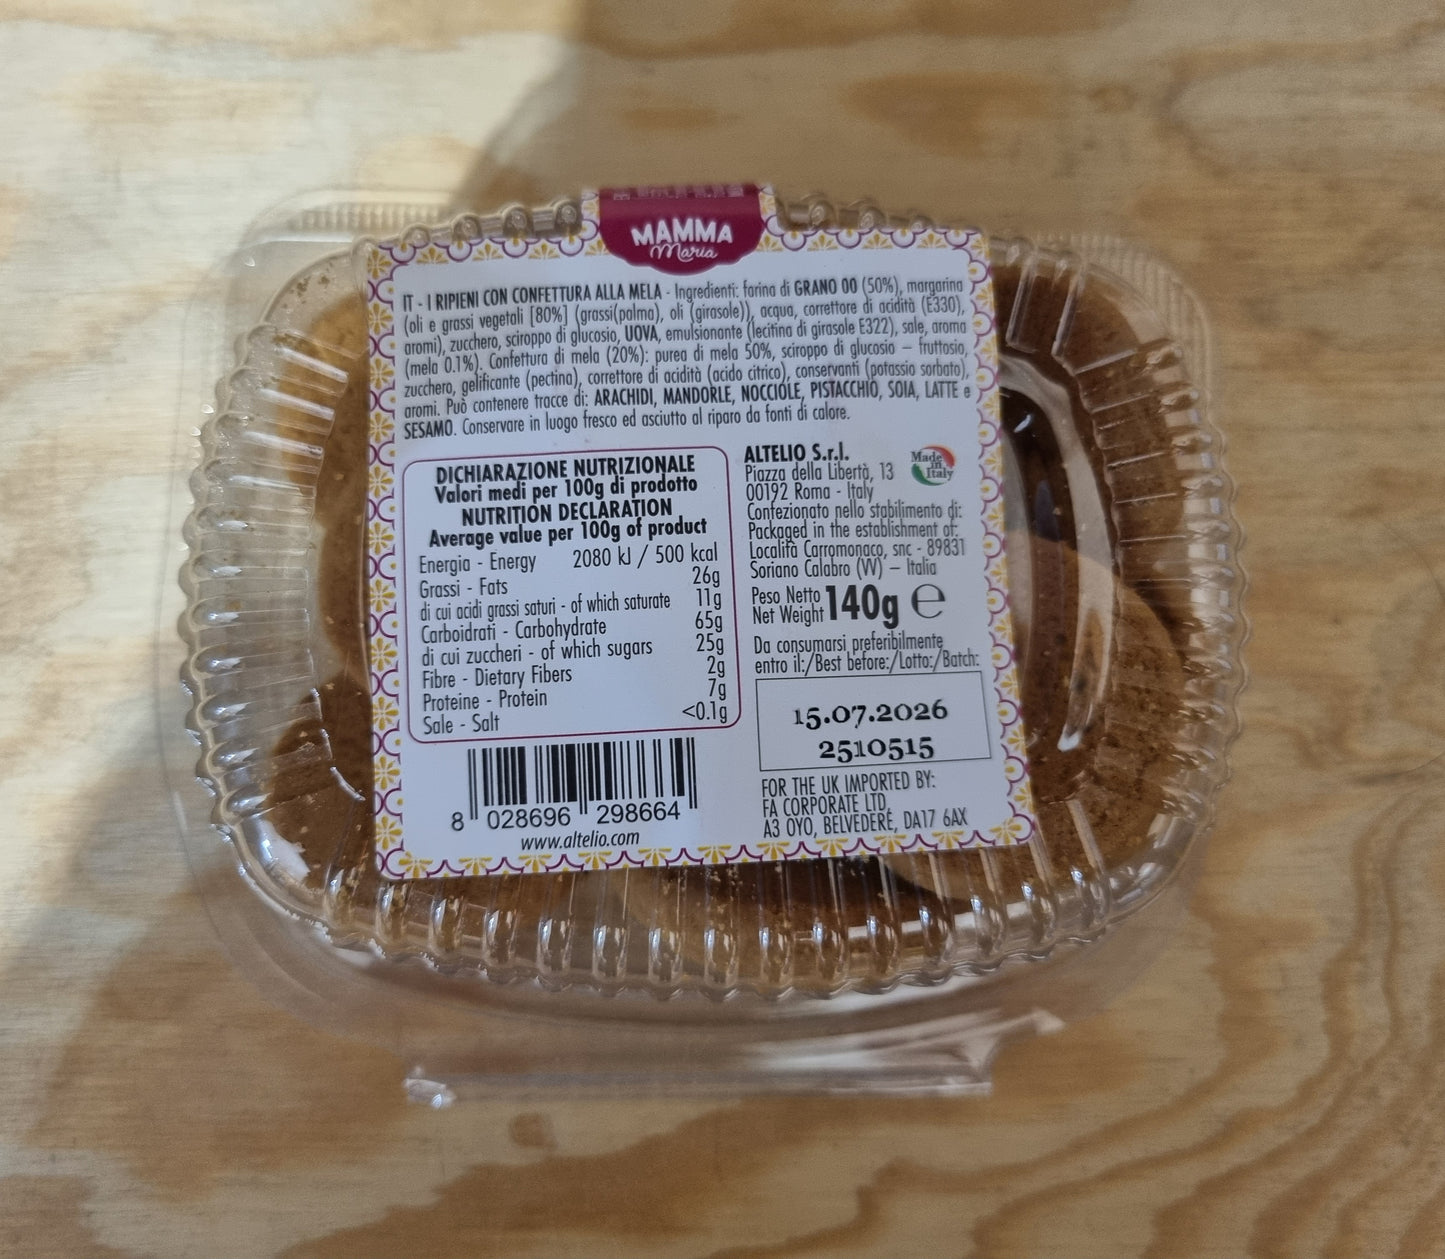 MAMMA
Maria
IT - I RIPIENI CON CONFETTURA ALLA MELA - Ingredienti: farina di GRANO 00 (50%), margarina
(oli e grassi vegetali [80%] (grassi(palma), oli (girasole)), acqua, correttore di acidità (E330),
aromi), zucchero, sciroppo di glucosio, UOVA, emulsionante (lecitina di girasole E322), sale, aroma
(mela 0.1%). Confettura di mela (20%): purea di mela 50%, sciroppo di glucosio – fruttosio,
zucchero, gelificante (pectina), correttore di acidità (acido citrico), conservanti (potassio sorbato),
aromi. Può contenere tracce di: ARACHIDI, MANDORLE, NOCCIOLE, PISTACCHIO, SOIA, LATTE e
SESAMO. Conservare in luogo fresco ed asciutto al riparo da fonti di calore.
DICHIARAZIONE NUTRIZIONALE
Valori medi per 100g di prodotto
NUTRITION DECLARATION
Average value per 100g of product
Energia - Energy 2080 kJ / 500 kcal
Grassi - Fats 26g
di cui acidi grassi saturi - of which saturate 11g
Carboidrati - Carbohydrate 65g
di cui zuccheri - of which sugars 25g
Fibre - Dietary Fibers 2g
Proteine - Protein 7g
Sale - Salt <0.1g
8 028696 298664
www.altelio.com
ALTELIO S.r.l.
Piazza della Libertà, 13
00192 Roma - Italy
Made
in
Italy
Confezionato nello stabilimento di:
Packaged in the establishment of:
Località Carromonaco, snc - 89831
Soriano Calabro (VV) – Italia
Peso Netto
Net Weight 140g e
Da consumarsi preferibilmente
entro il:/Best before:/Lotto:/Batch:
15.07.2026
2510515
FOR THE UK IMPORTED BY:
FA CORPORATE LTD,
A3 OYO, BELVEDERE, DA17 6AX